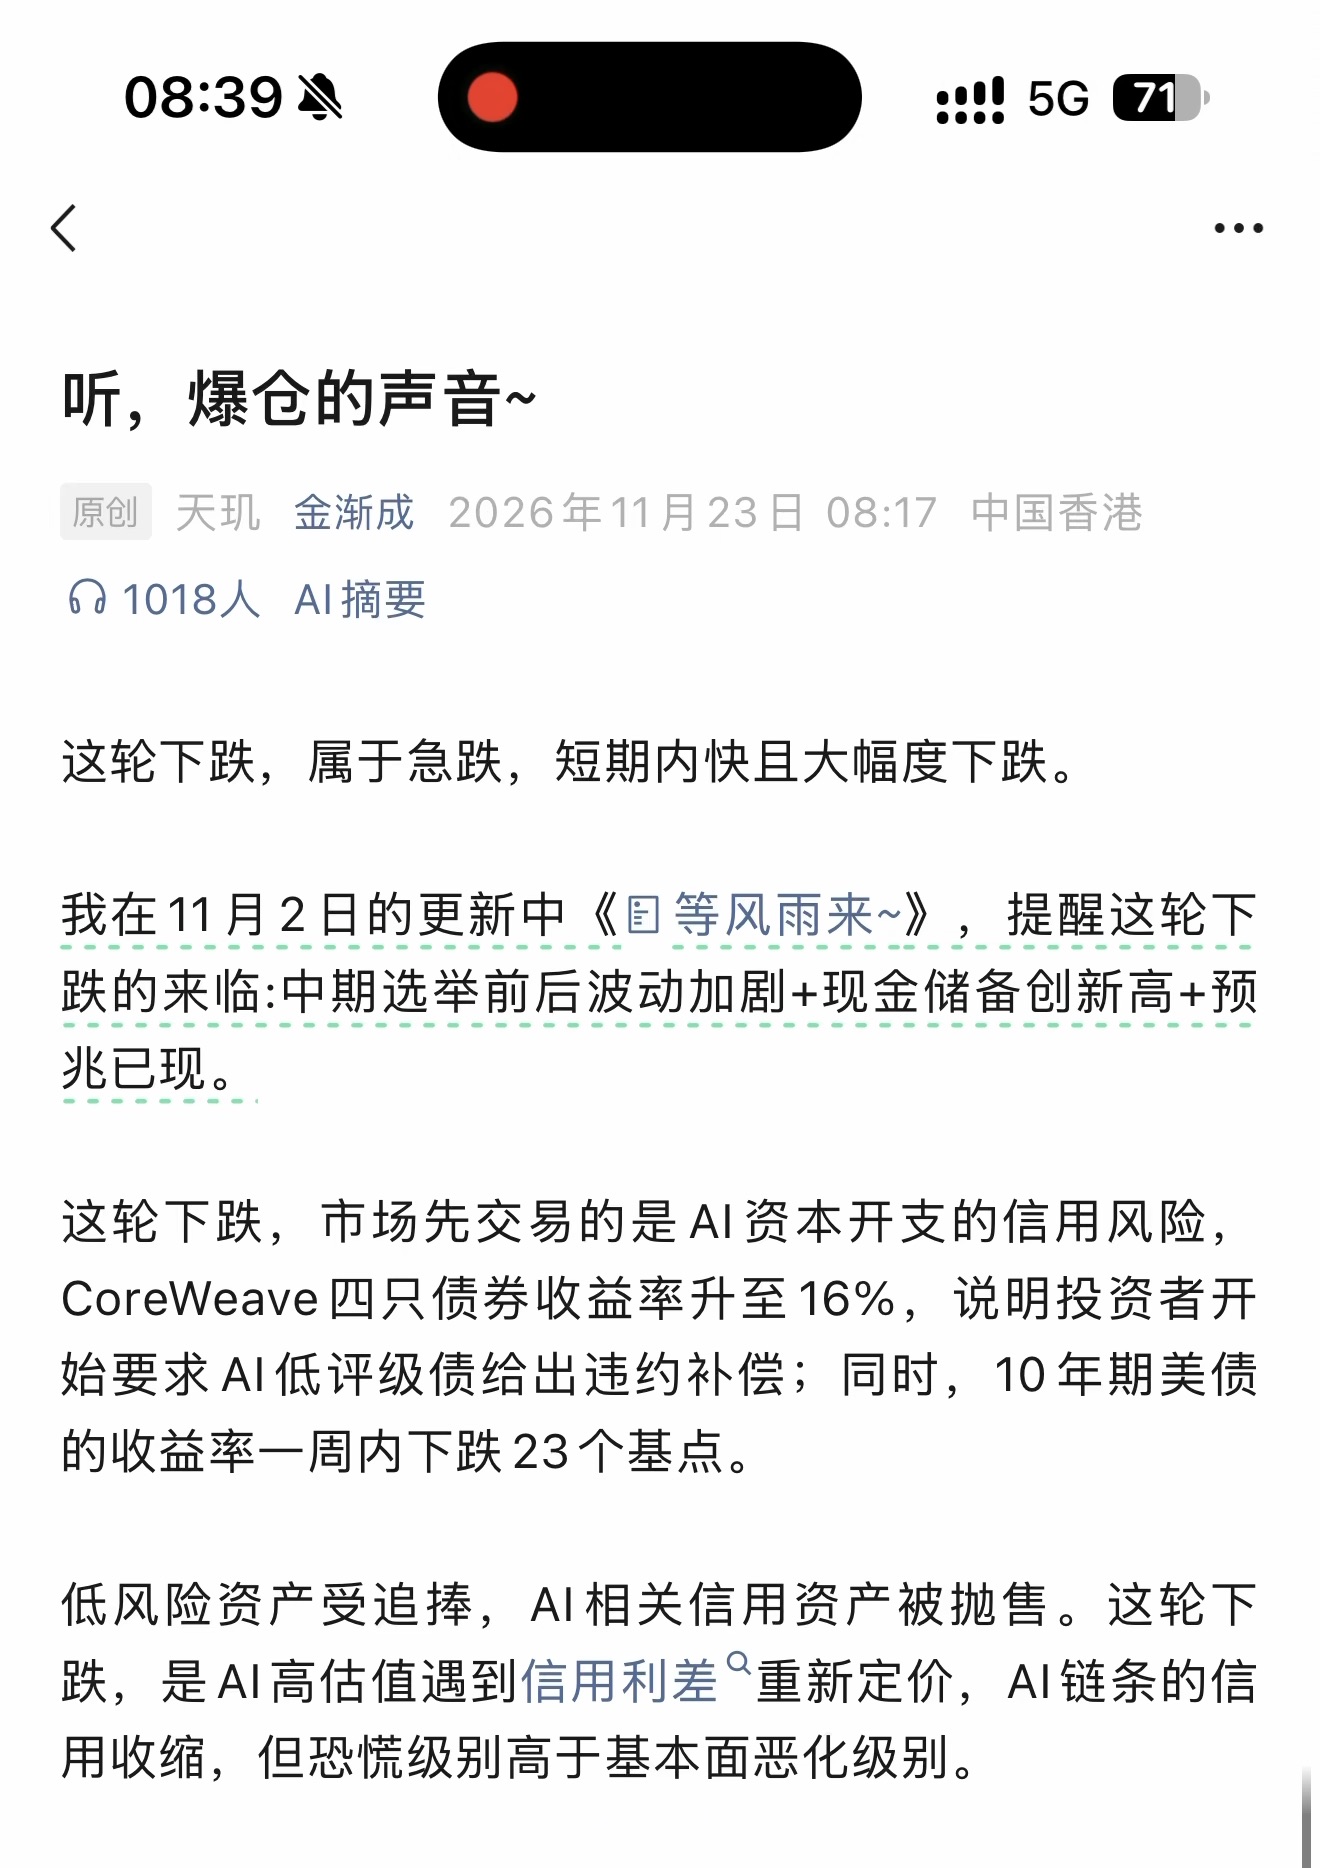 08:39 5G 71
听，爆仓的声音~
原创 天玑 金渐成 2026年11月23日 08:17 中国香港
1018人 AI摘要
这轮下跌，属于急跌，短期内快且大幅度下跌。
我在11月2日的更新中《等风雨来~》，提醒这轮下
跌的来临:中期选举前后波动加剧+现金储备创新高+预
兆已现。
这轮下跌，市场先交易的是AI资本开支的信用风险，
CoreWeave四只债券收益率升至16%，说明投资者开
始要求AI低评级债给出违约补偿；同时，10年期美债
的收益率一周内下跌23个基点。
低风险资产受追捧，AI相关信用资产被抛售。这轮下
跌，是AI高估值遇到信用利差重新定价，AI链条的信
用收缩，但恐慌级别高于基本面恶化级别。